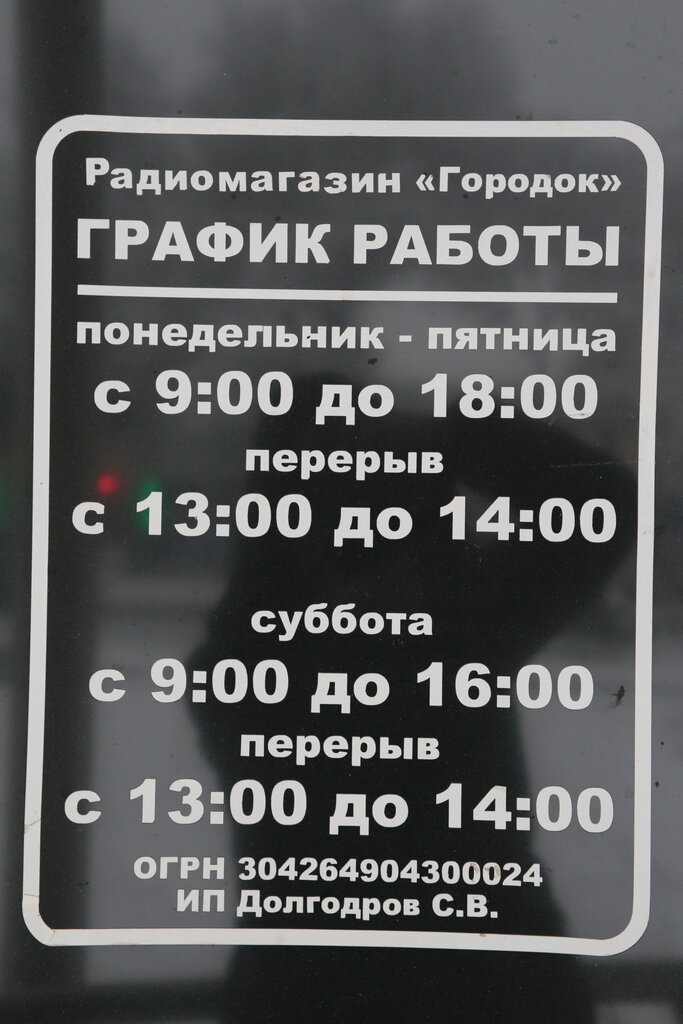 Радиомагазин «Городок»
ГРАФИК РАБОТЫ
понедельник - пятница
с 9:00 до 18:00
перерыв
с 13:00 до 14:00
суббота
с 9:00 до 16:00
перерыв
с 13:00 до 14:00
ОГРН 304264904300024
ИП Долгодров С.В.